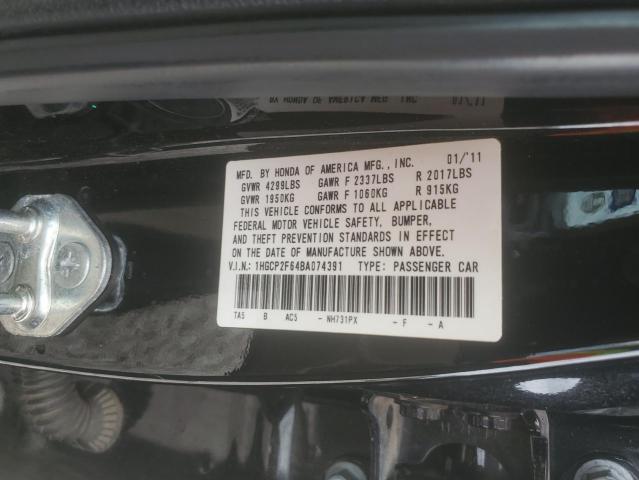 MFD. BY HONDA OF AMERICA MFG., INC. 01/'11
GVWR 4299LBS GAWR F 2337LBS R 2017LBS
GVWR 1950KG GAWR F 1060KG R 915KG
THIS VEHICLE CONFORMS TO ALL APPLICABLE
FEDERAL MOTOR VEHICLE SAFETY, BUMPER,
AND THEFT PREVENTION STANDARDS IN EFFECT
ON THE DATE OF MANUFACTURE SHOWN ABOVE.
V.I.N.: 1HGCP2F64BA074391 TYPE: PASSENGER CAR
TA5 B AC5 - NH731PX - F - A